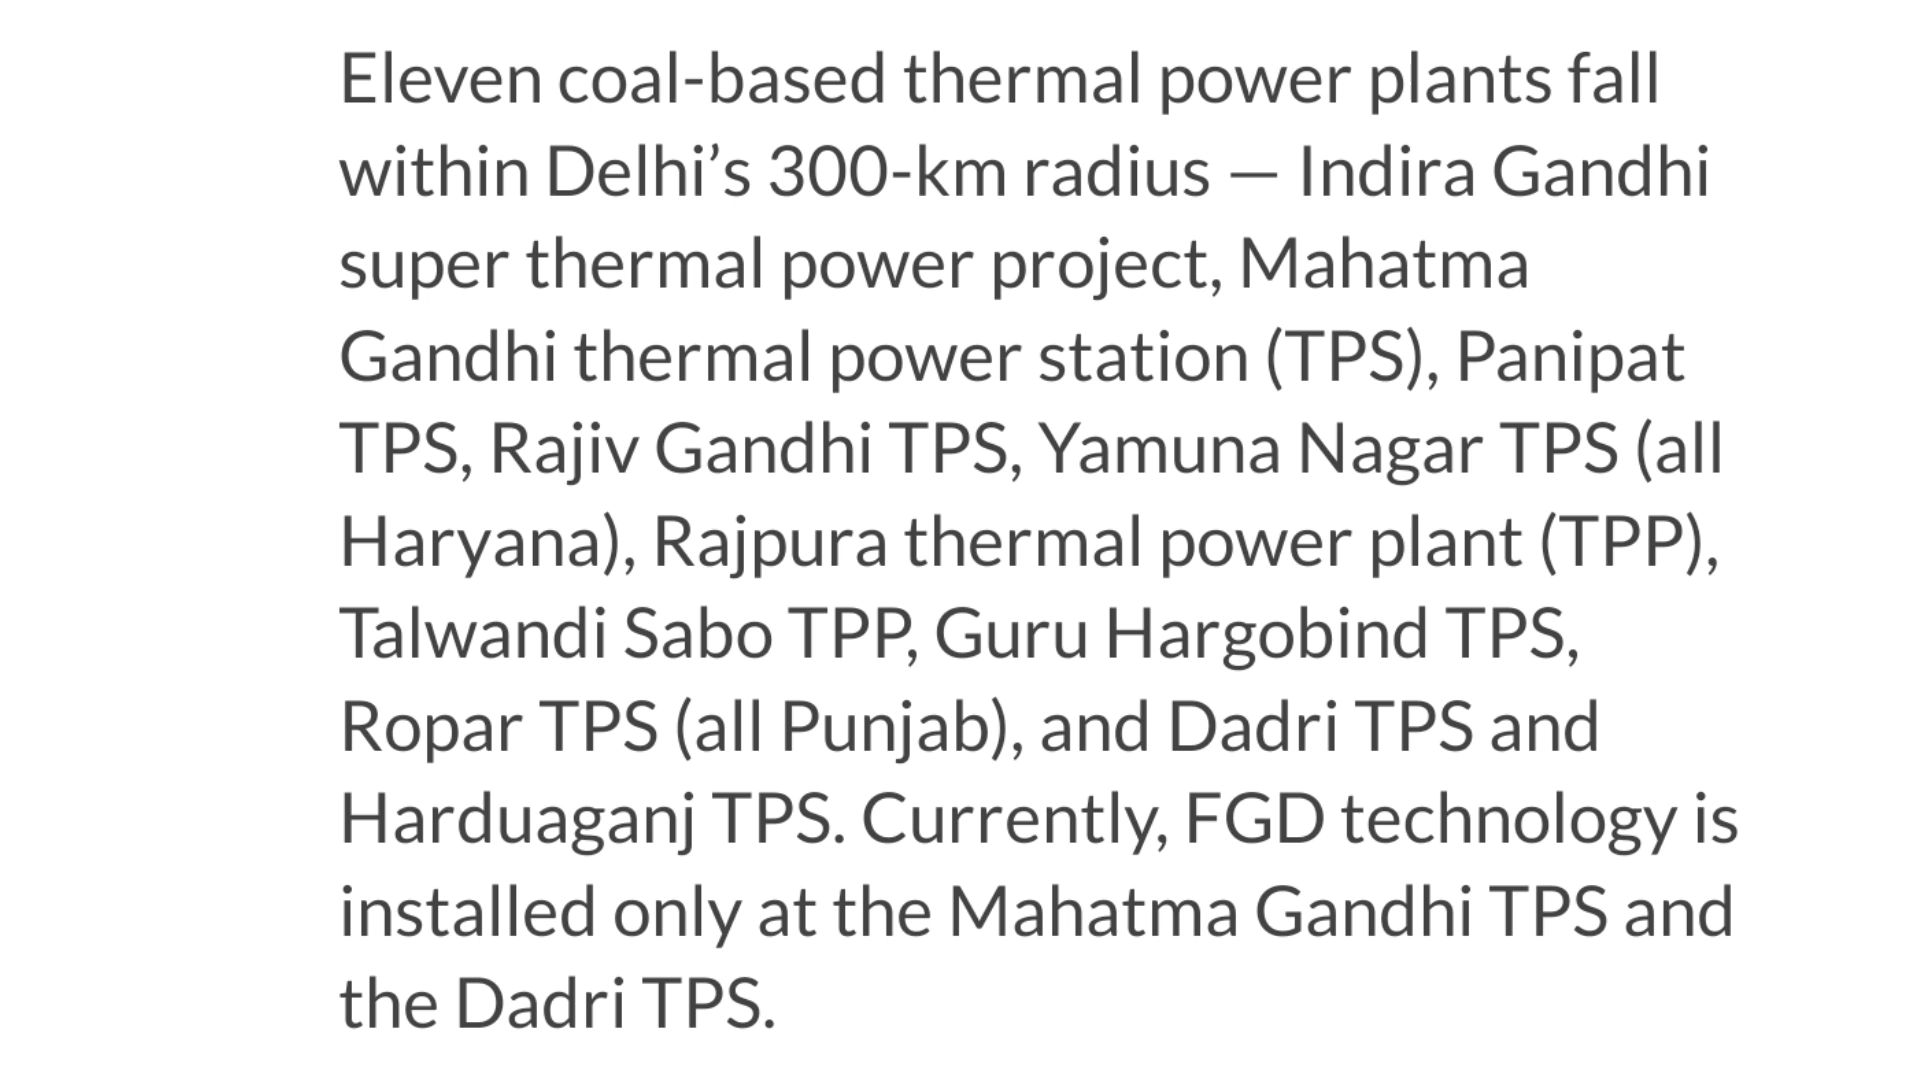 Eleven coal-based thermal power plants fall
within Delhi’s 300-km radius — Indira Gandhi
super thermal power project, Mahatma
Gandhi thermal power station (TPS), Panipat
TPS, Rajiv Gandhi TPS, Yamuna Nagar TPS (all
Haryana), Rajpura thermal power plant (TPP),
Talwandi Sabo TPP, Guru Hargobind TPS,
Ropar TPS (all Punjab), and Dadri TPS and
Harduaganj TPS. Currently, FGD technology is
installed only at the Mahatma Gandhi TPS and
the Dadri TPS.